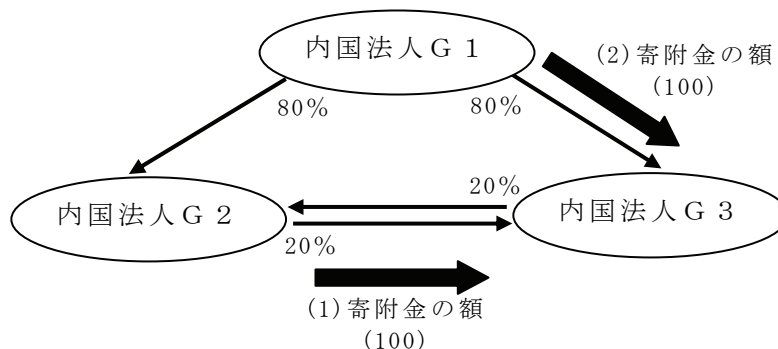 内国法人Ｇ１
(2)寄附金の額
(100)
80%
80%
内国法人Ｇ２
20%
内国法人Ｇ３
20%
(1)寄附金の額
(100)